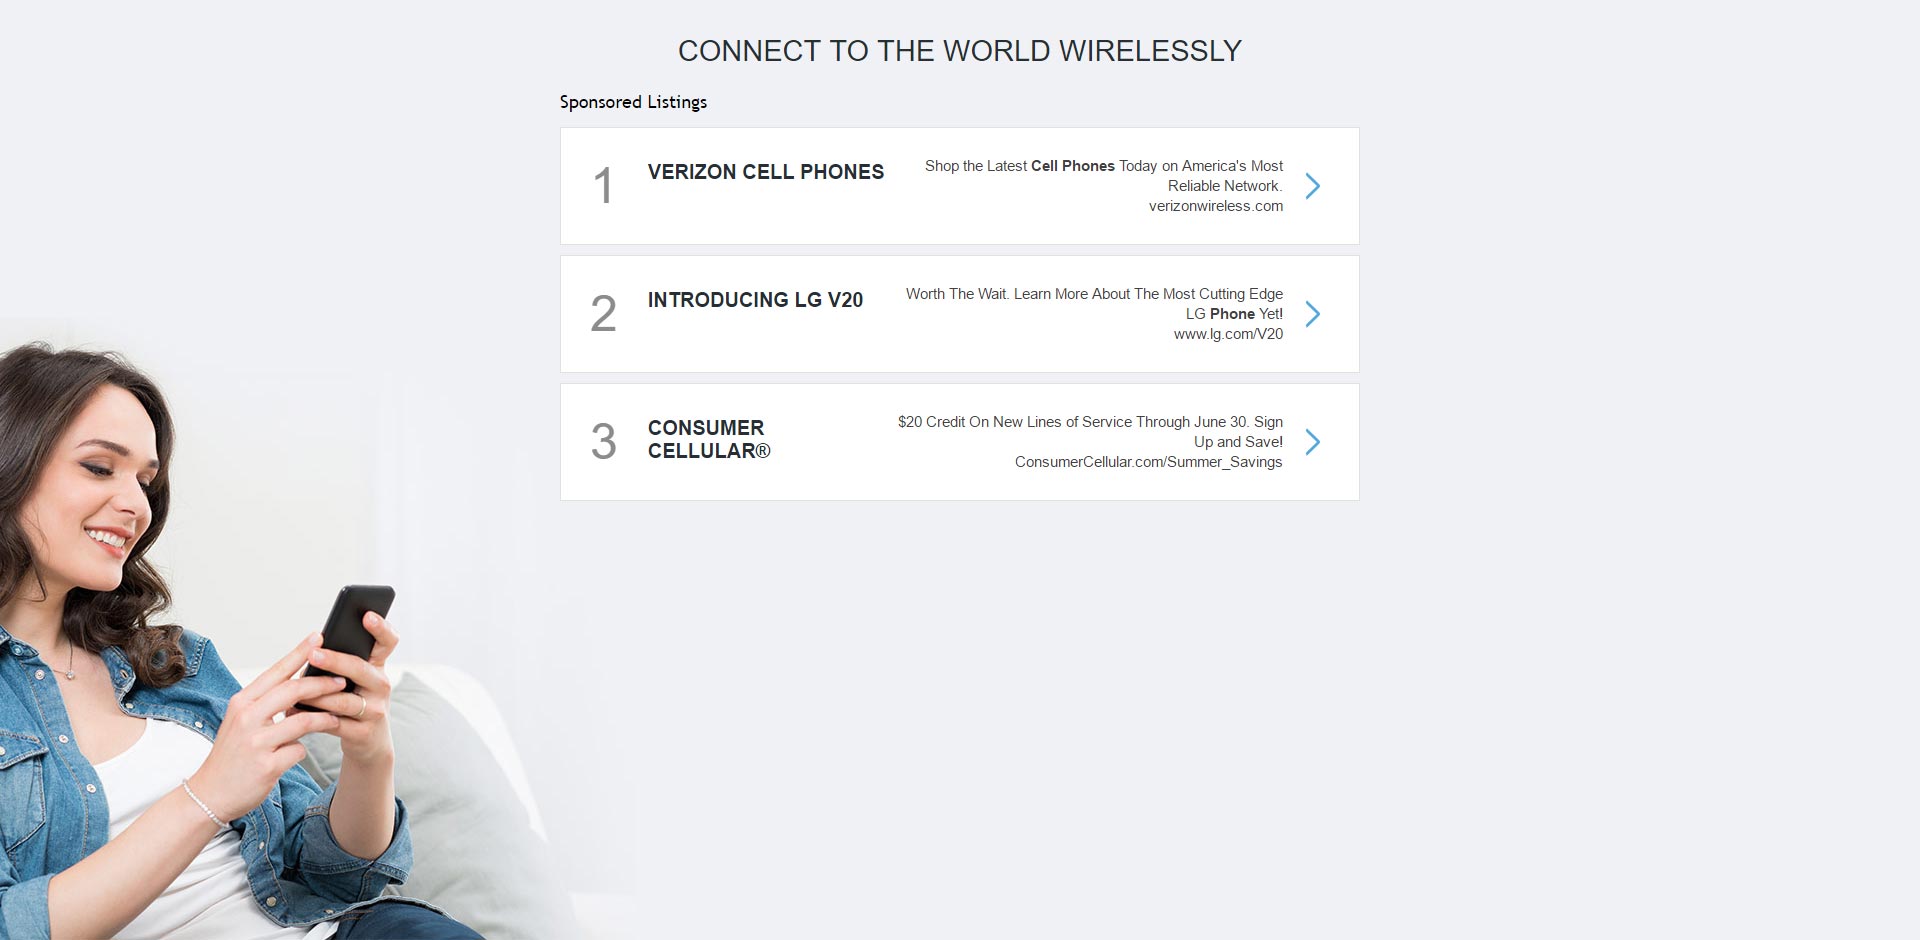 CONNECT TO THE WORLD WIRELESSLY
Sponsored Listings
1
VERIZON CELL PHONES
Shop the Latest Cell Phones Today on America's Most
Reliable Network.
verizonwireless.com
2
INTRODUCING LG V20
Worth The Wait. Learn More About The Most Cutting Edge
LG Phone Yet!
www.lg.com/V20
3
CONSUMER
CELLULAR®
$20 Credit On New Lines of Service Through June 30. Sign
Up and Save!
ConsumerCellular.com/Summer_Savings